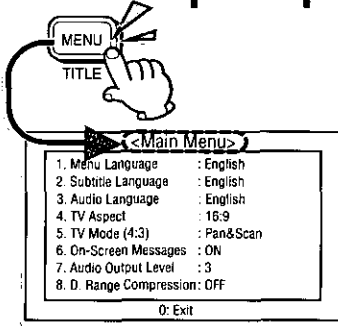 MENU
TITLE
<Main Menu>
1. Menu Language : English
2. Subtitle Language : English
3. Audio Language : English
4. TV Aspect : 16:9
5. TV Mode (4:3) : Pan&Scan
6. On-Screen Messages : ON
7. Audio Output Level : 3
8. D. Range Compression: OFF
0: Exit